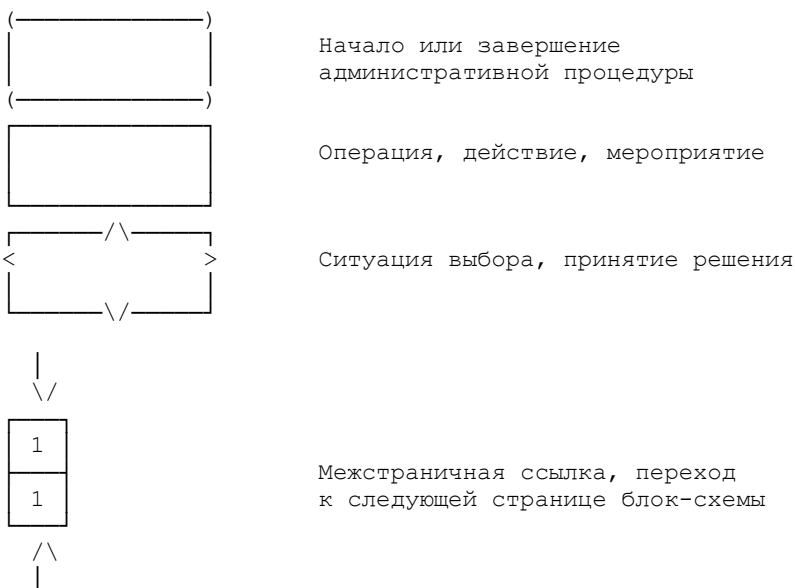 Начало или завершение
административной процедуры
Операция, действие, мероприятие
Ситуация выбора, принятие решения
1
Межстраничная ссылка, переход
1 к следующей странице блок-схемы